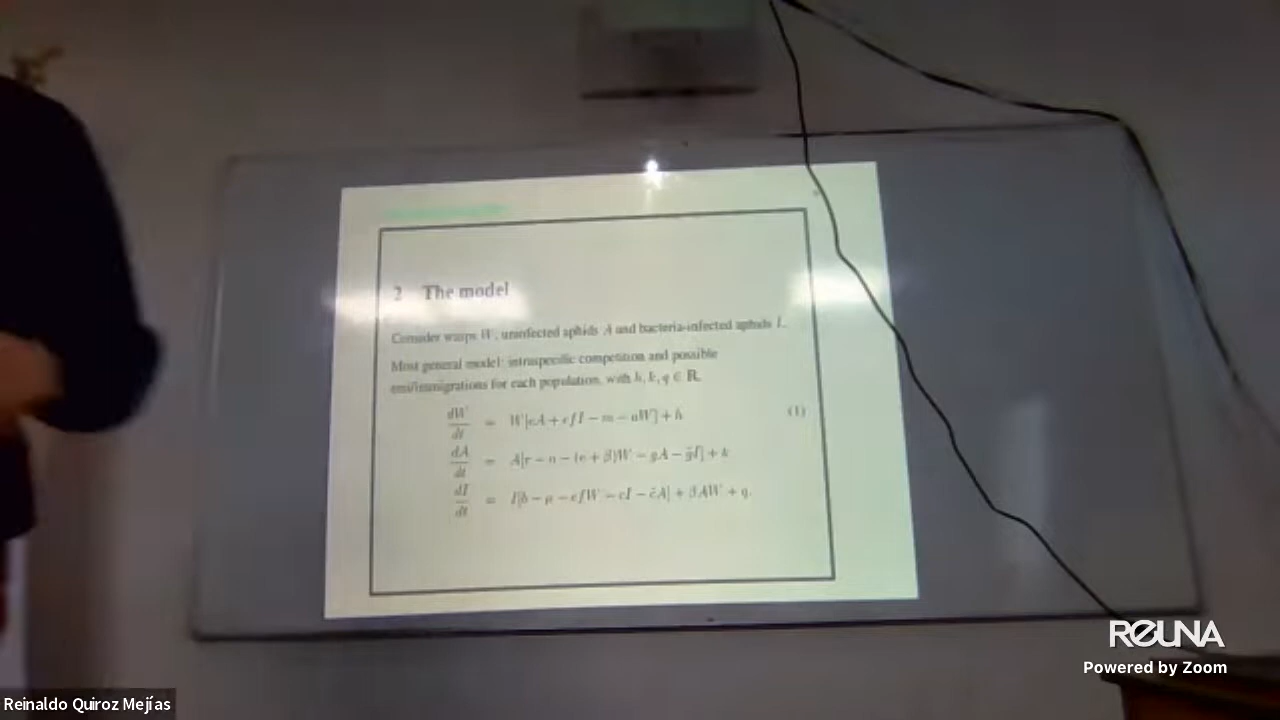 2 The model
Consider wasps W, uninfected aphids A and bacteria-infected aphids I.
Most general model: intraspecific competition and possible
emi/immigrations for each population, with h, k, q ∈ ℝ.
dW/dt = W[eA + efI − m − uW] + h (1)
dA/dt = A[r − n − (e + β)W − gA − g̃I] + k
dI/dt = I[b − μ − efW − cI − c̃A] + βAW + q.
REUNA
Powered by Zoom
Reinaldo Quiroz Mejías